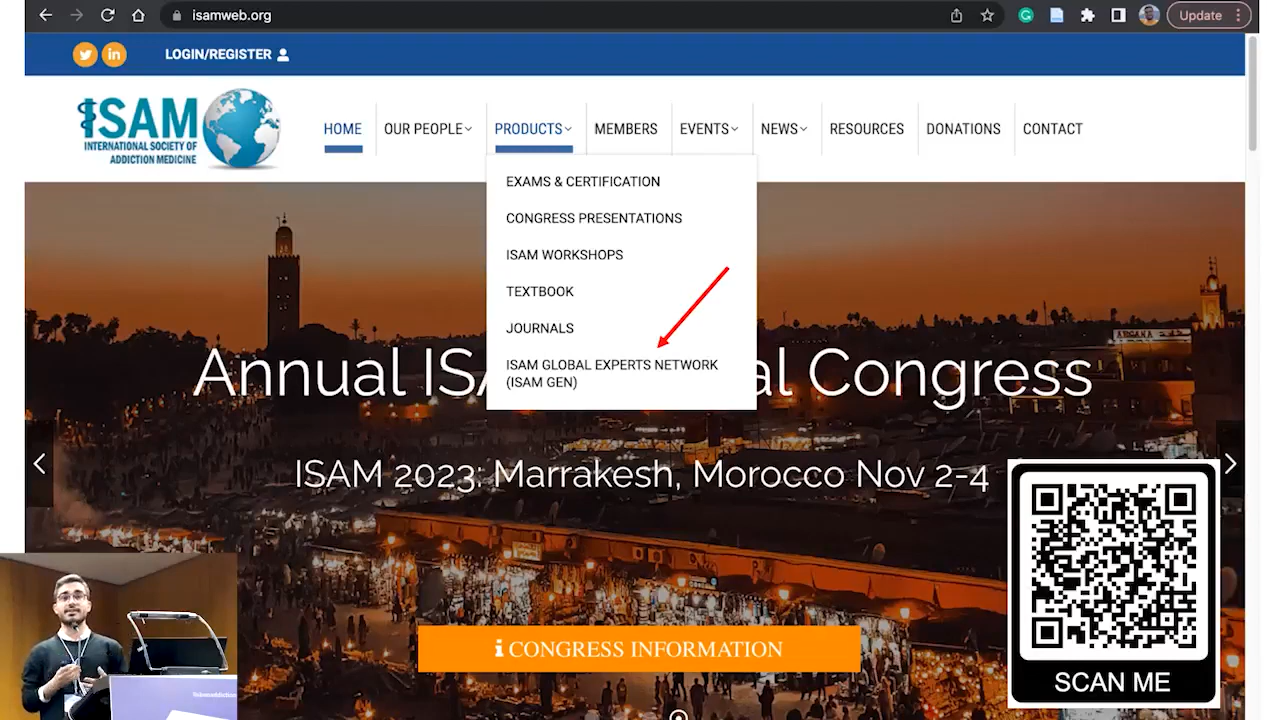 isamweb.org
Update
LOGIN/REGISTER
iSAM
INTERNATIONAL SOCIETY OF
ADDICTION MEDICINE
HOME
OUR PEOPLE
PRODUCTS
MEMBERS
EVENTS
NEWS
RESOURCES
DONATIONS
CONTACT
EXAMS & CERTIFICATION
CONGRESS PRESENTATIONS
ISAM WORKSHOPS
TEXTBOOK
JOURNALS
ISAM GLOBAL EXPERTS NETWORK
(ISAM GEN)
ARGANA
Annual ISA al Congress
ISAM 2023: Marrakesh, Morocco Nov 2-4
CONGRESS INFORMATION
SCAN ME